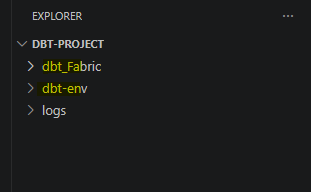 EXPLORER
DBT-PROJECT
dbt_Fabric
dbt-env
logs